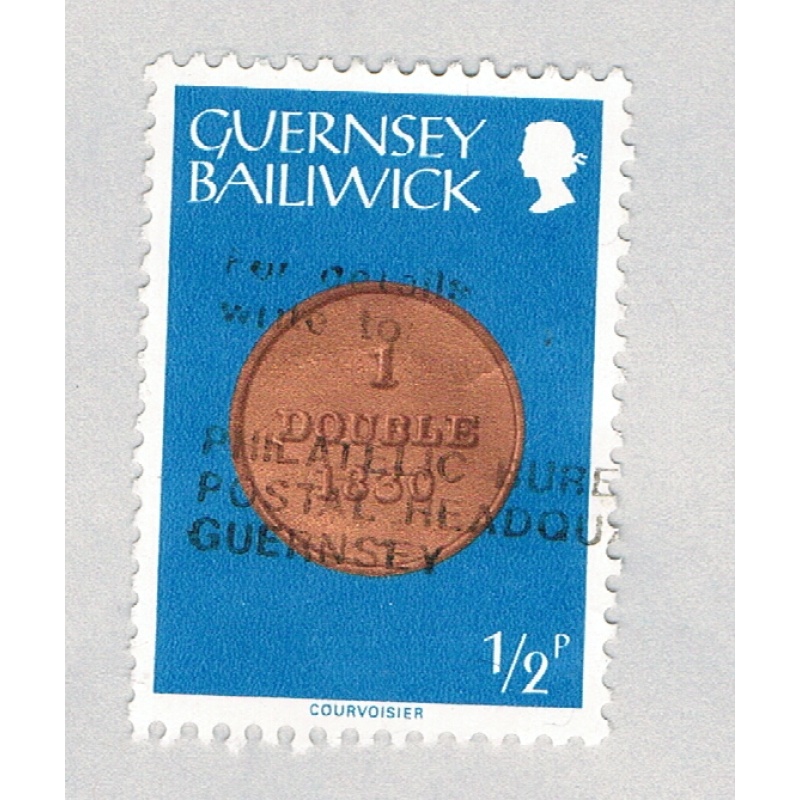 GUERNSEY
BAILIWICK
For details
write to:
1
DOUBLE
1830
PHILATELIC BURE
POSTAL HEADQU
GUERNSEY
1/2P
COURVOISIER